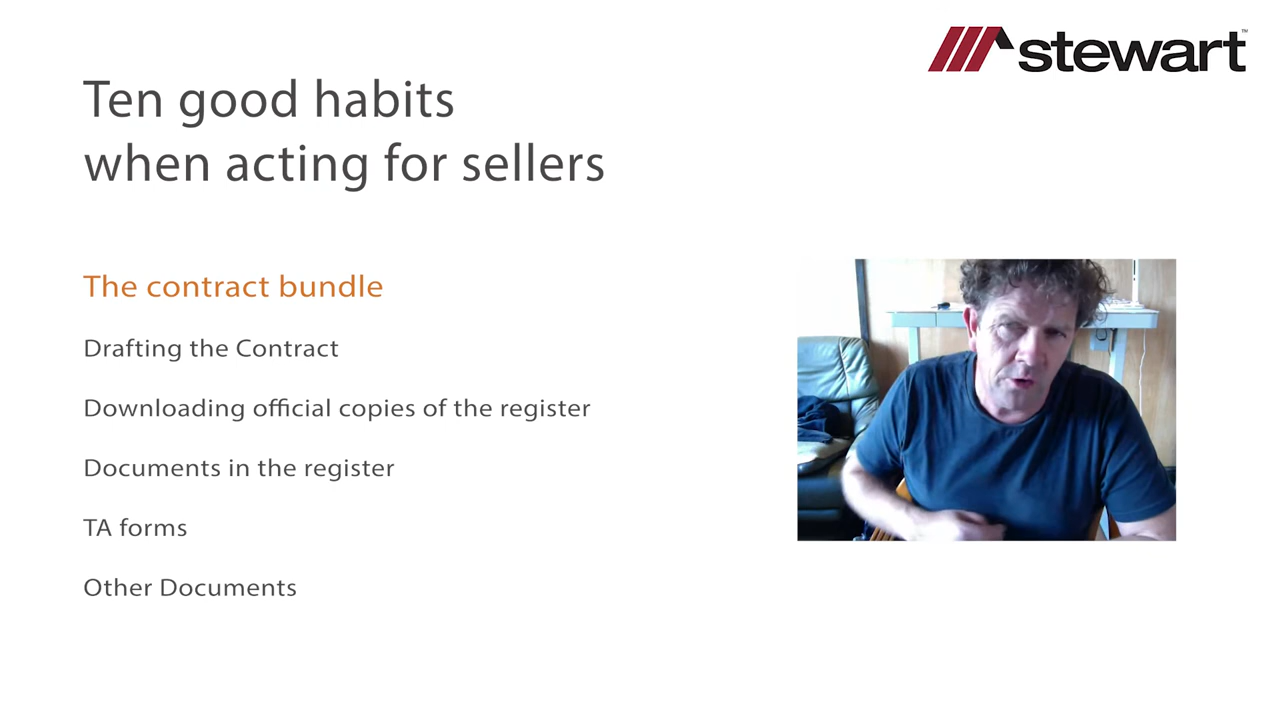 stewart™
Ten good habits
when acting for sellers
The contract bundle
Drafting the Contract
Downloading official copies of the register
Documents in the register
TA forms
Other Documents